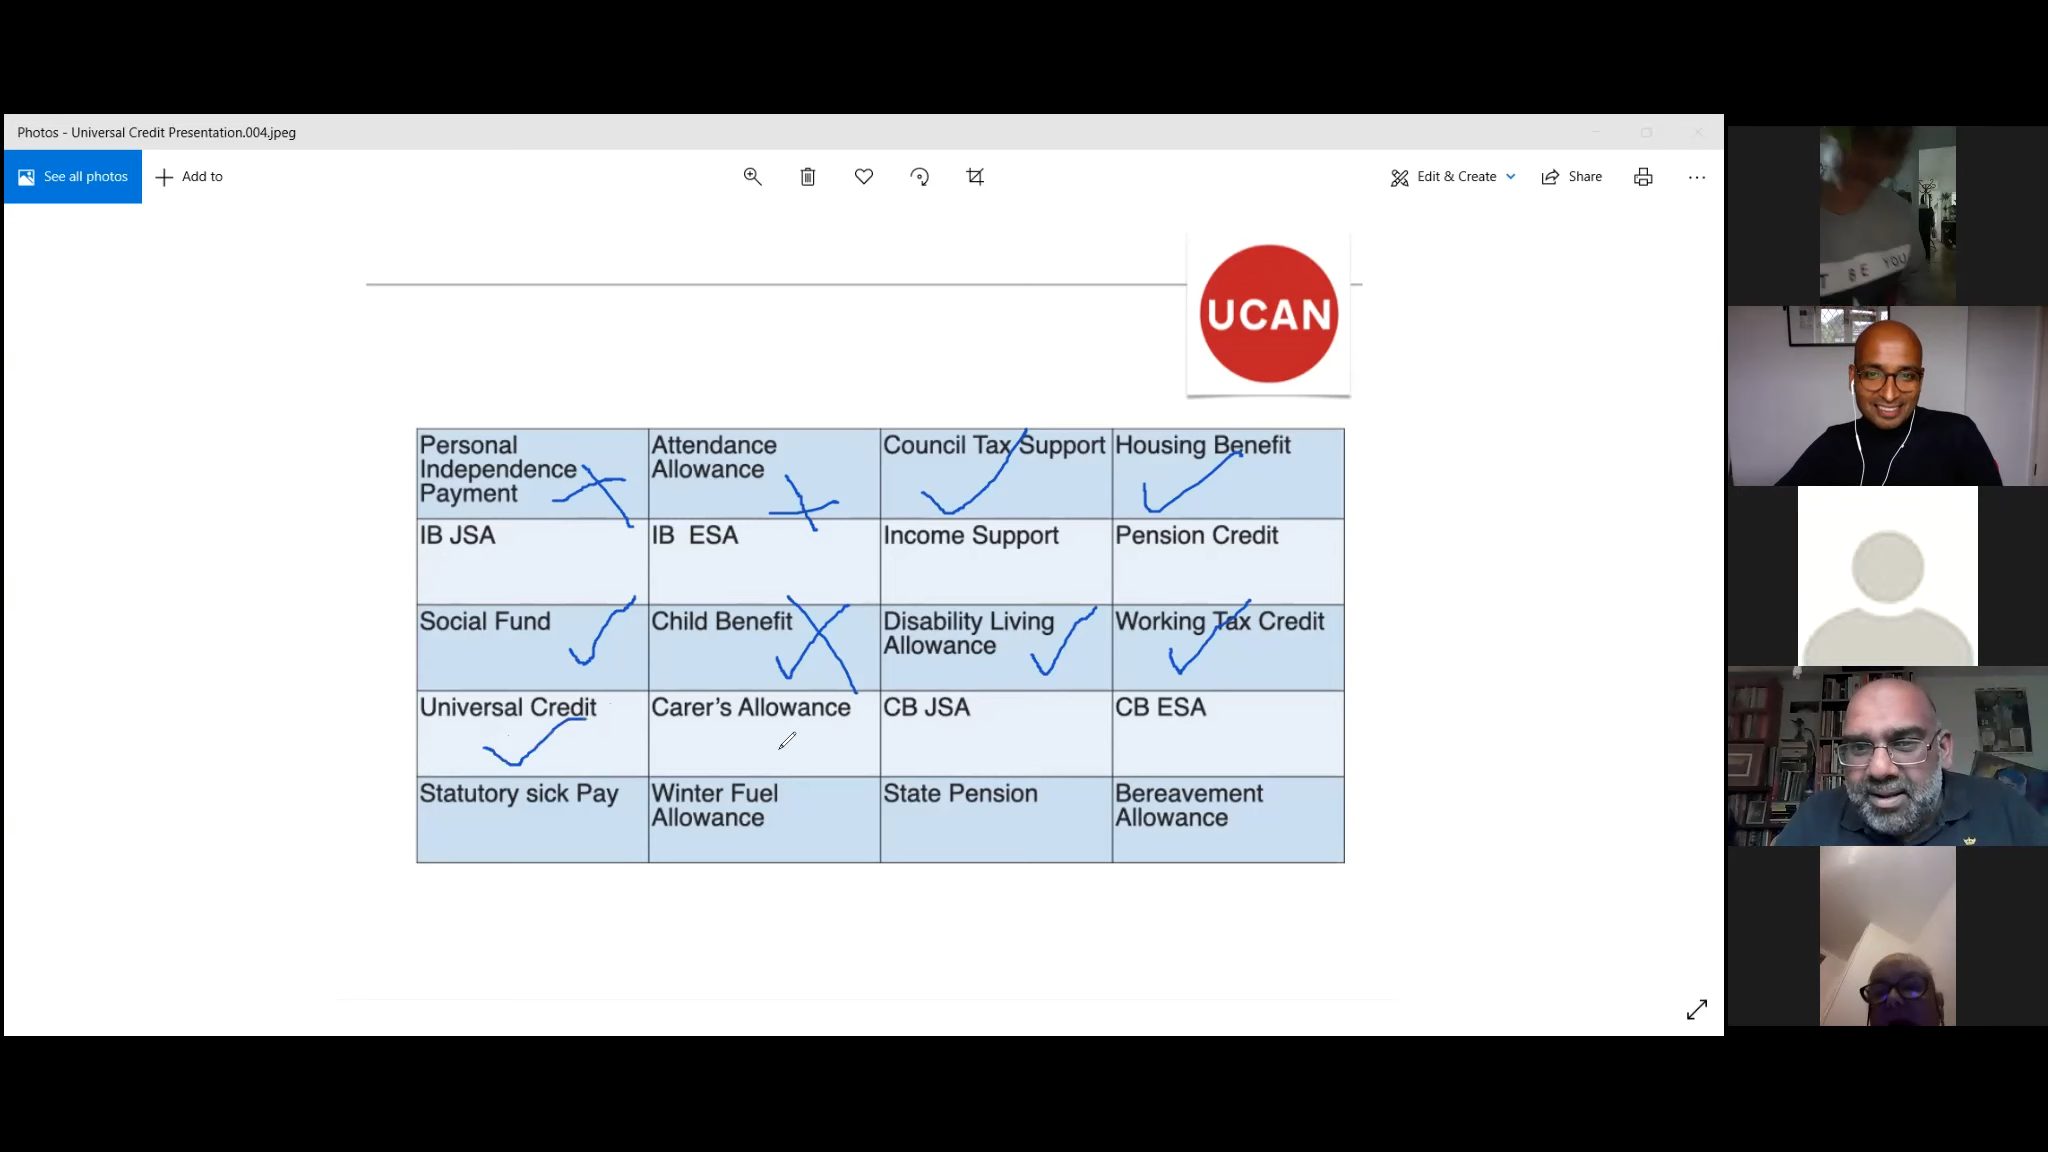 Photos - Universal Credit Presentation.004.jpeg
See all photos
Add to
Edit & Create
Share
UCAN
Personal Independence Payment
Attendance Allowance
Council Tax Support
Housing Benefit
IB JSA
IB  ESA
Income Support
Pension Credit
Social Fund
Child Benefit
Disability Living Allowance
Working Tax Credit
Universal Credit
Carer's Allowance
CB JSA
CB ESA
Statutory sick Pay
Winter Fuel Allowance
State Pension
Bereavement Allowance
BE YOU